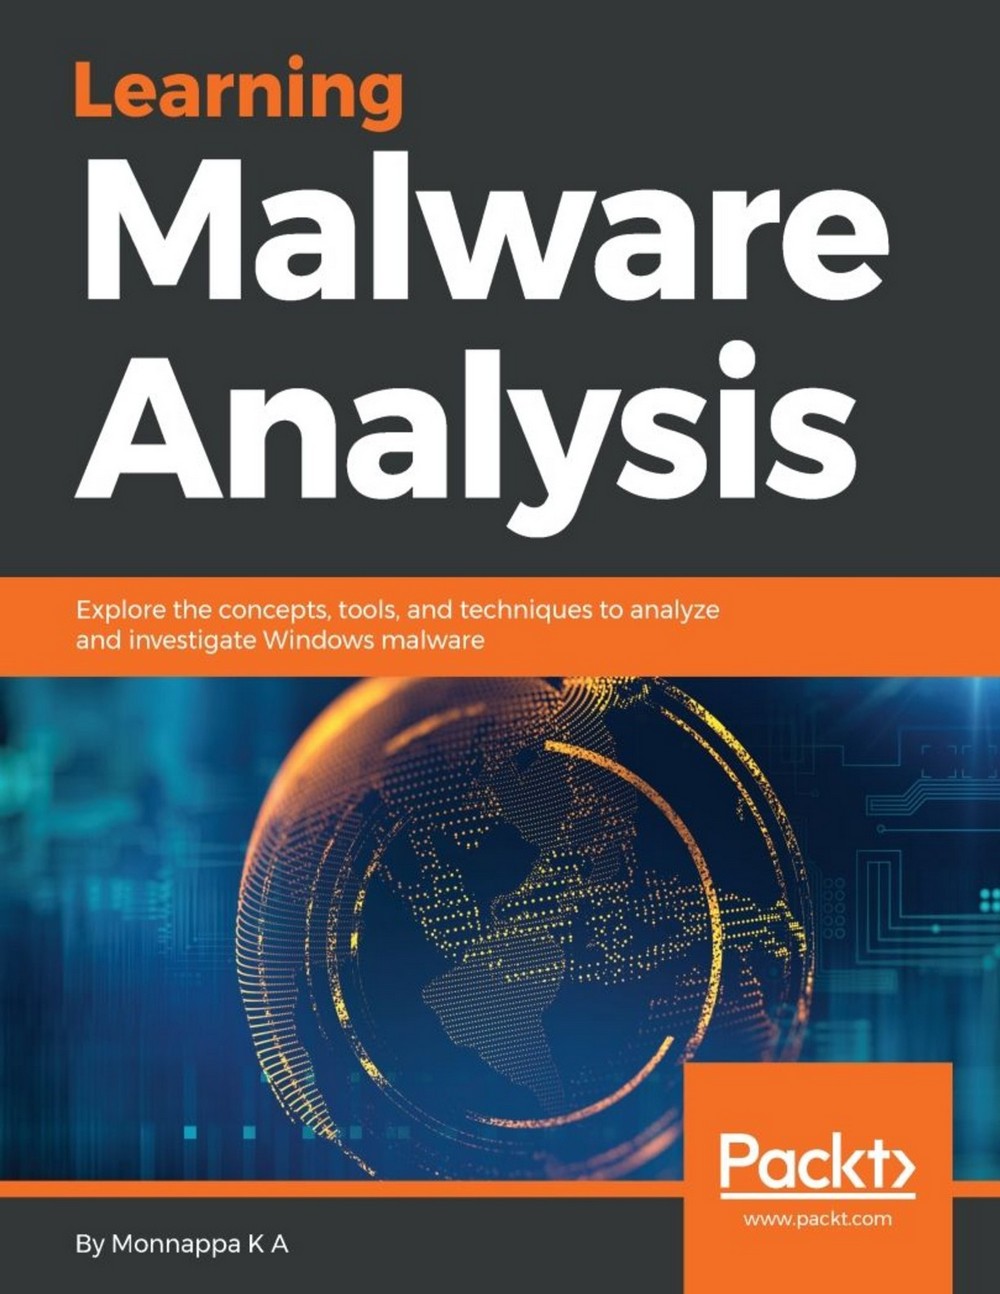 Learning
Malware
Analysis
Explore the concepts, tools, and techniques to analyze
and investigate Windows malware
Packt>
www.packt.com
By Monnappa K A